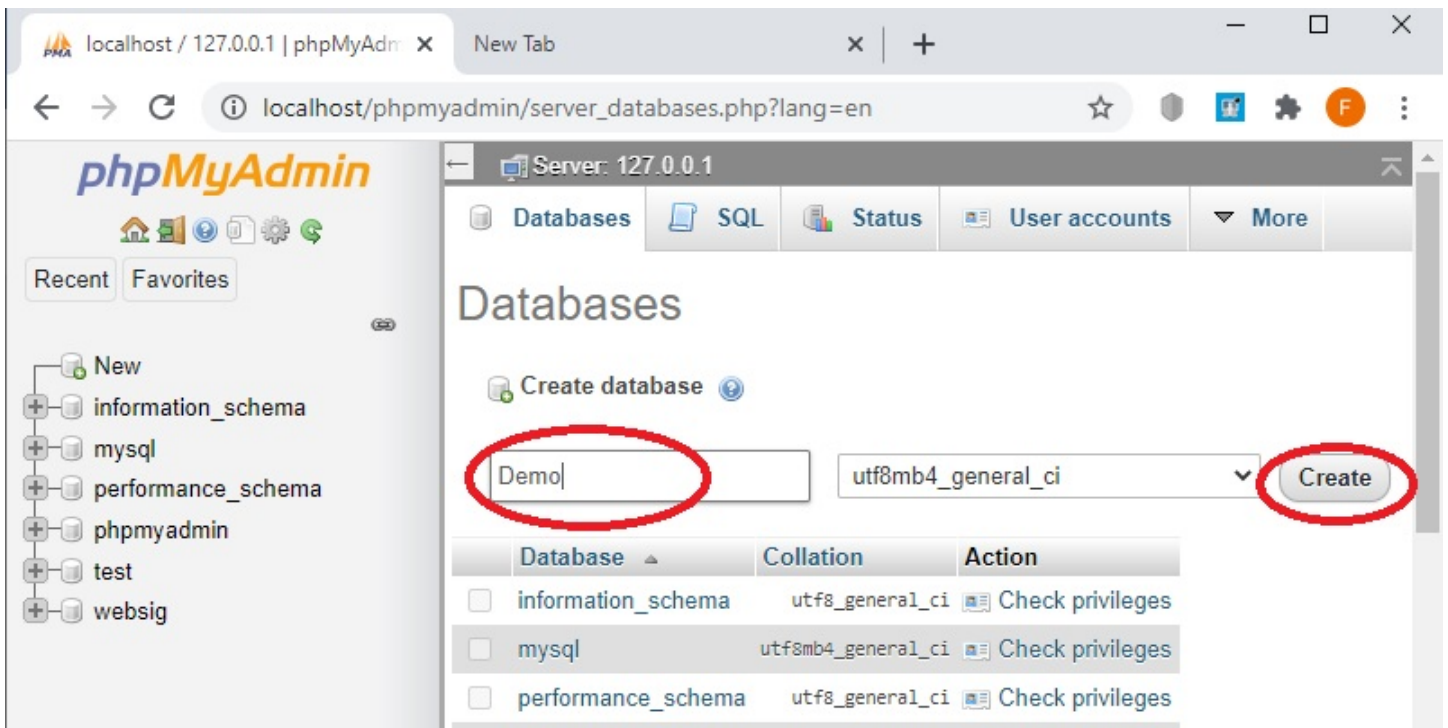 localhost / 127.0.0.1 | phpMyAdm
New Tab
localhost/phpmyadmin/server_databases.php?lang=en
F
PMA
phpMyAdmin
Recent
Favorites
New
information_schema
mysql
performance_schema
phpmyadmin
test
websig
Server: 127.0.0.1
Databases
SQL
Status
User accounts
More
Databases
Create database
Demo
utf8mb4_general_ci
Create
Database Collation Action
information_schema utf8_general_ci Check privileges
mysql utf8mb4_general_ci Check privileges
performance_schema utf8_general_ci Check privileges